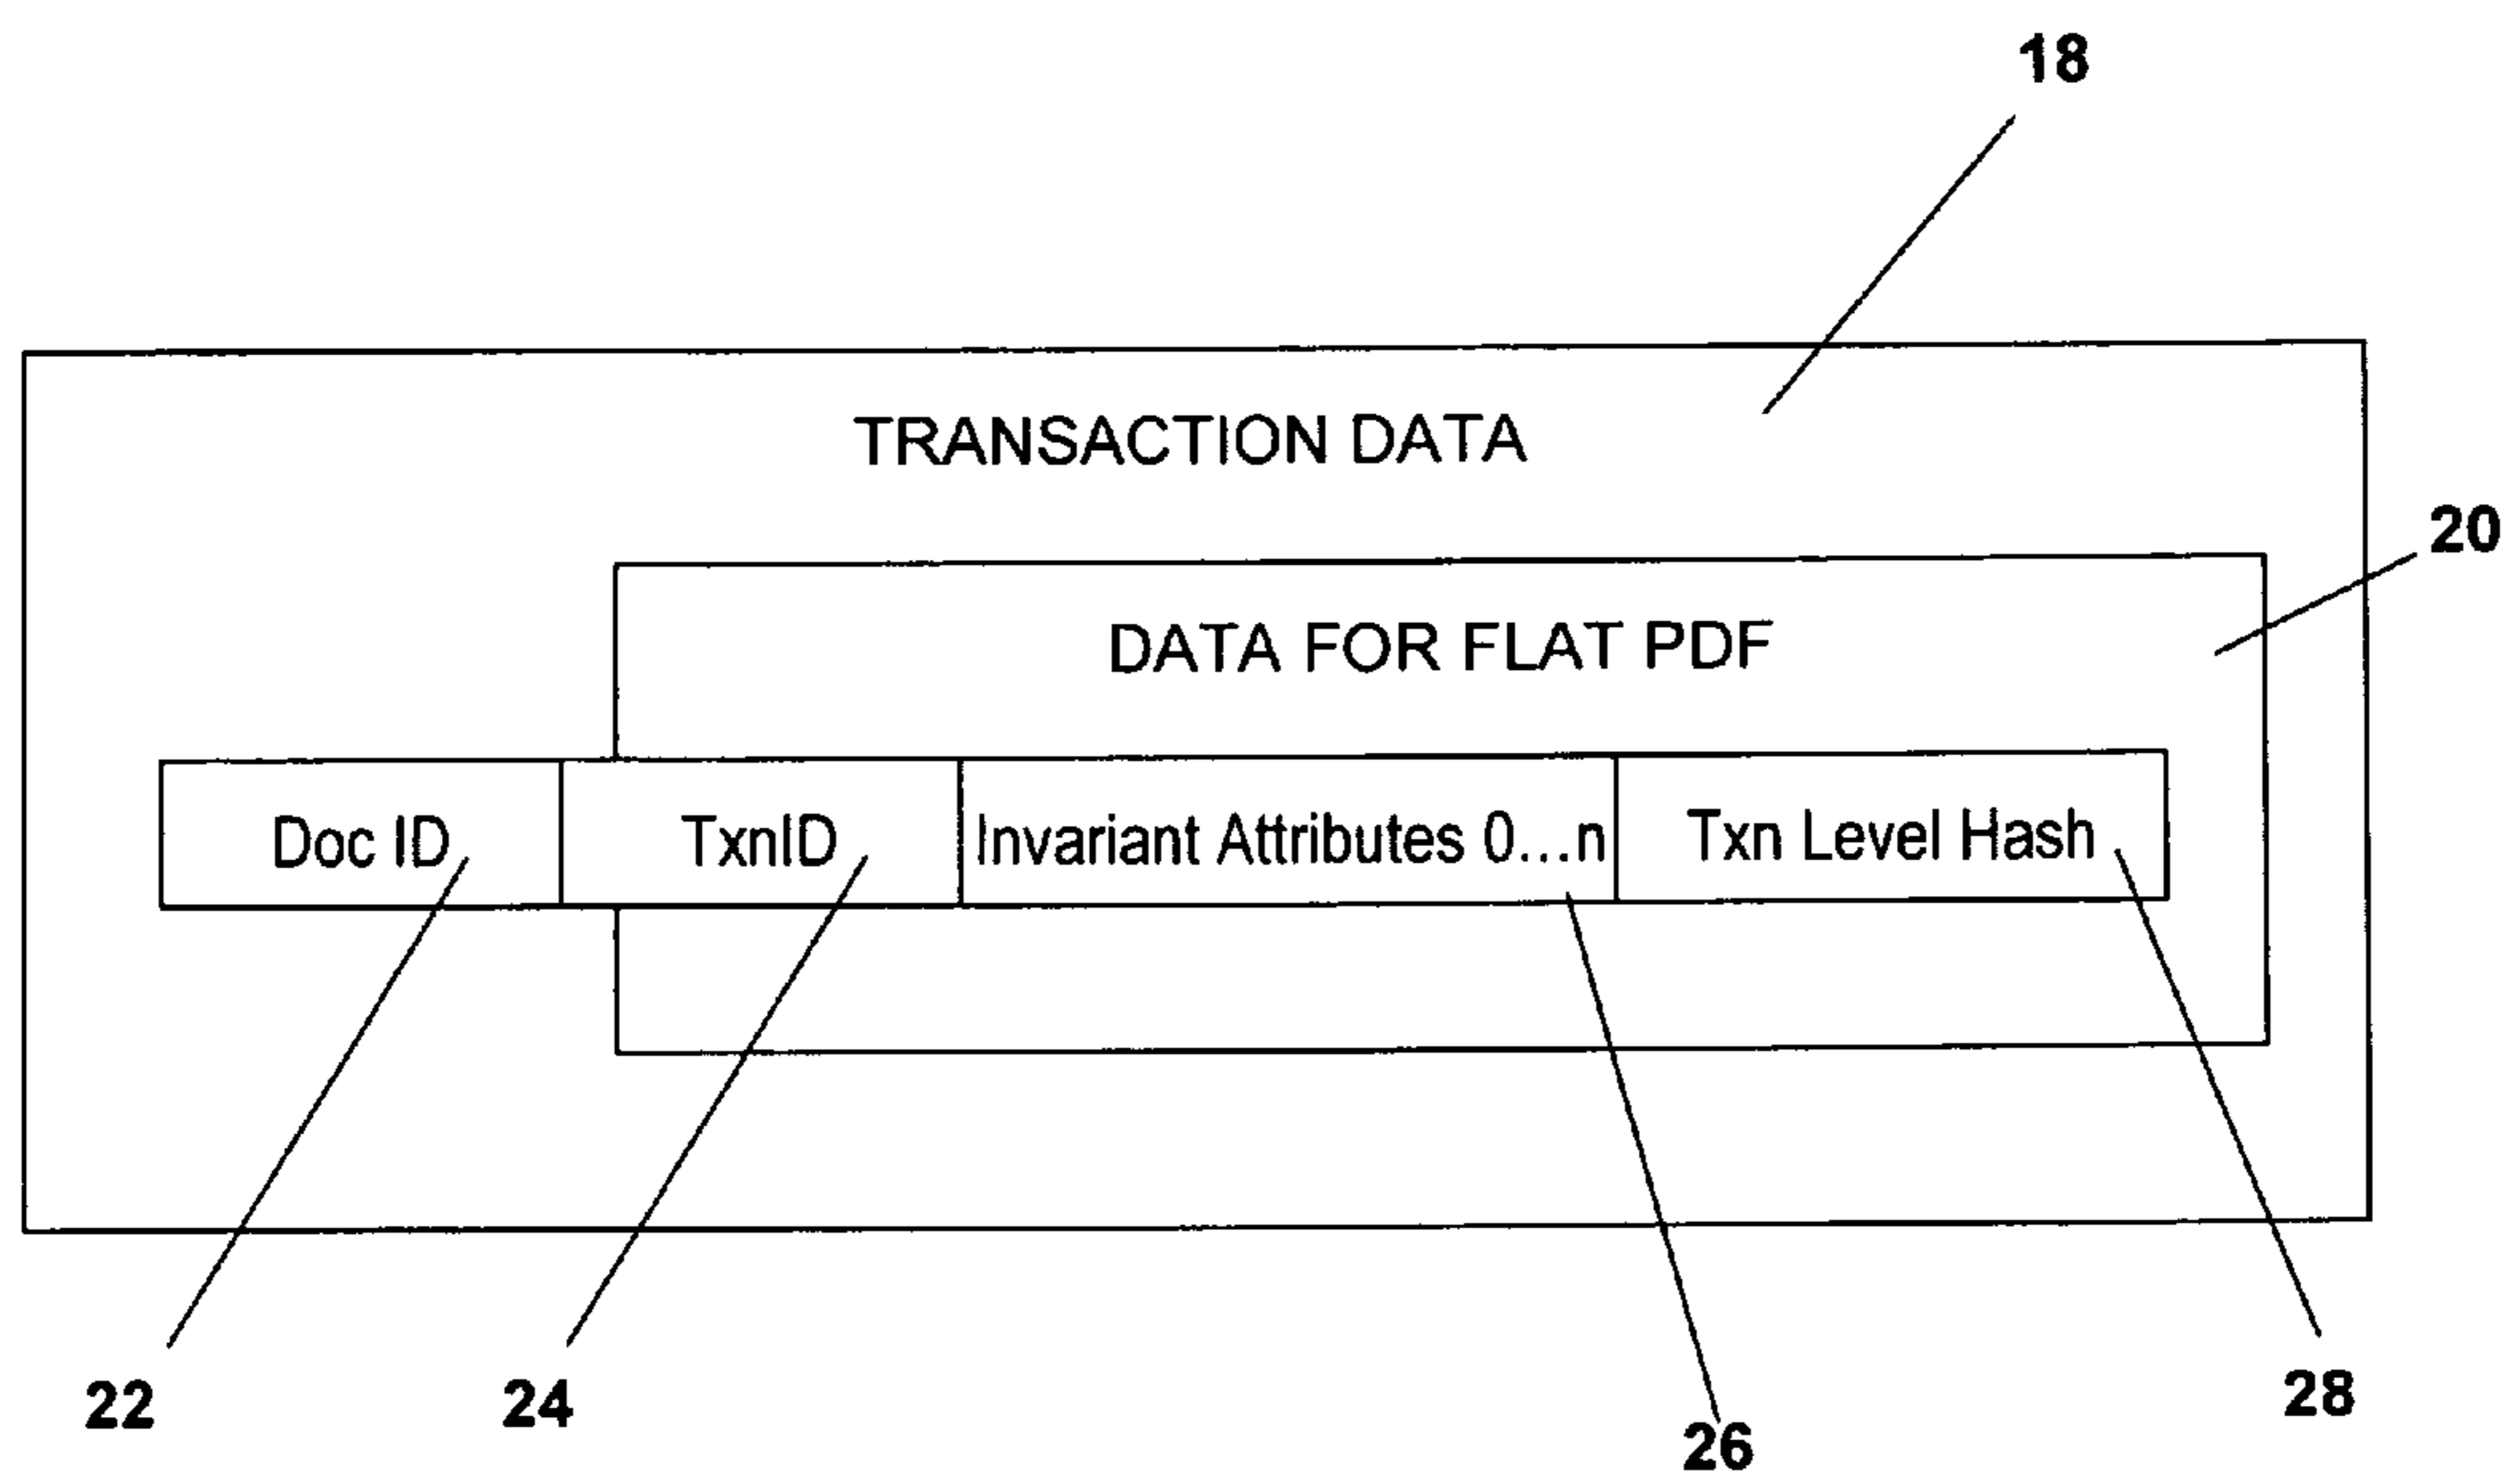 18
TRANSACTION DATA
20
DATA FOR FLAT PDF
Doc ID
TxnID
Invariant Attributes 0...n
Txn Level Hash
22
24
26
28